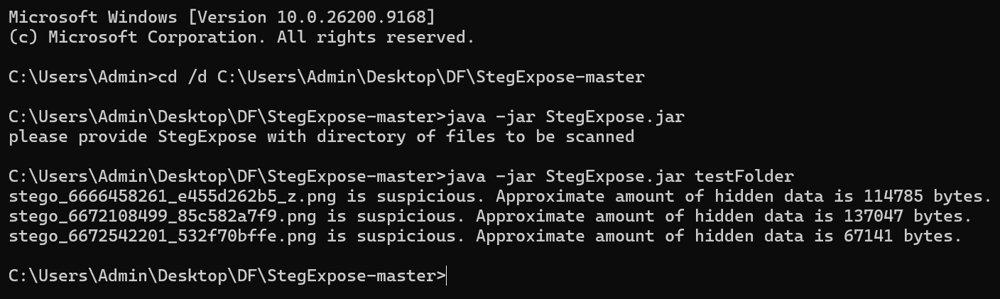 Microsoft Windows [Version 10.0.26200.9168]
(c) Microsoft Corporation. All rights reserved.
C:\Users\Admin>cd /d C:\Users\Admin\Desktop\DF\StegExpose-master
C:\Users\Admin\Desktop\DF\StegExpose-master>java -jar StegExpose.jar
please provide StegExpose with directory of files to be scanned
C:\Users\Admin\Desktop\DF\StegExpose-master>java -jar StegExpose.jar testFolder
stego_6666458261_e455d262b5_z.png is suspicious. Approximate amount of hidden data is 114785 bytes.
stego_6672108499_85c582a7f9.png is suspicious. Approximate amount of hidden data is 137047 bytes.
stego_6672542201_532f70bffe.png is suspicious. Approximate amount of hidden data is 67141 bytes.
C:\Users\Admin\Desktop\DF\StegExpose-master>